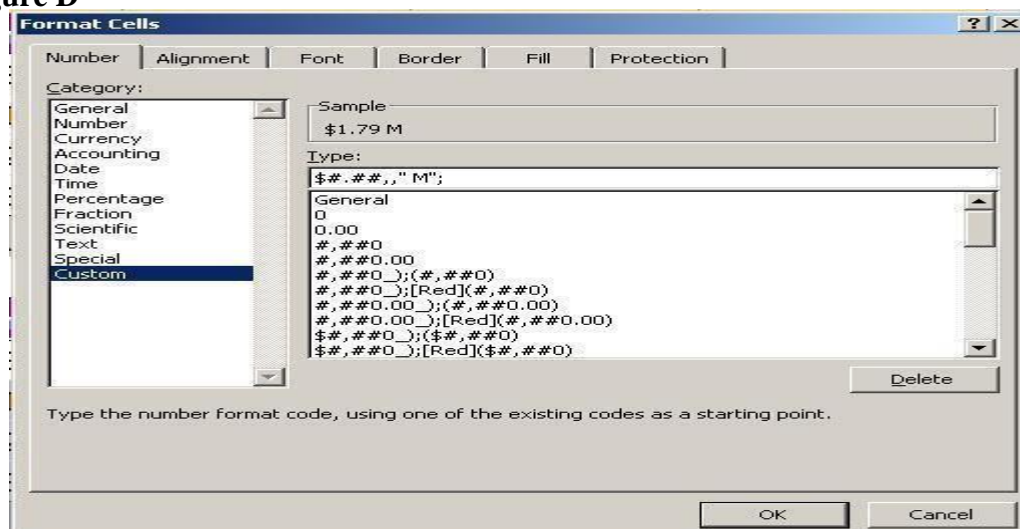 Format Cells
Number Alignment Font Border Fill Protection
Category:
General
Number
Currency
Accounting
Date
Time
Percentage
Fraction
Scientific
Text
Special
Custom
Sample
$1.79 M
Type:
$#.##,," M";
General
0
0.00
#,##0
#,##0.00
#,##0_);(#,##0)
#,##0_);[Red](#,##0)
#,##0.00_);(#,##0.00)
#,##0.00_);[Red](#,##0.00)
$#,##0_);($#,##0)
$#,##0_);[Red]($#,##0)
Delete
Type the number format code, using one of the existing codes as a starting point.
OK Cancel